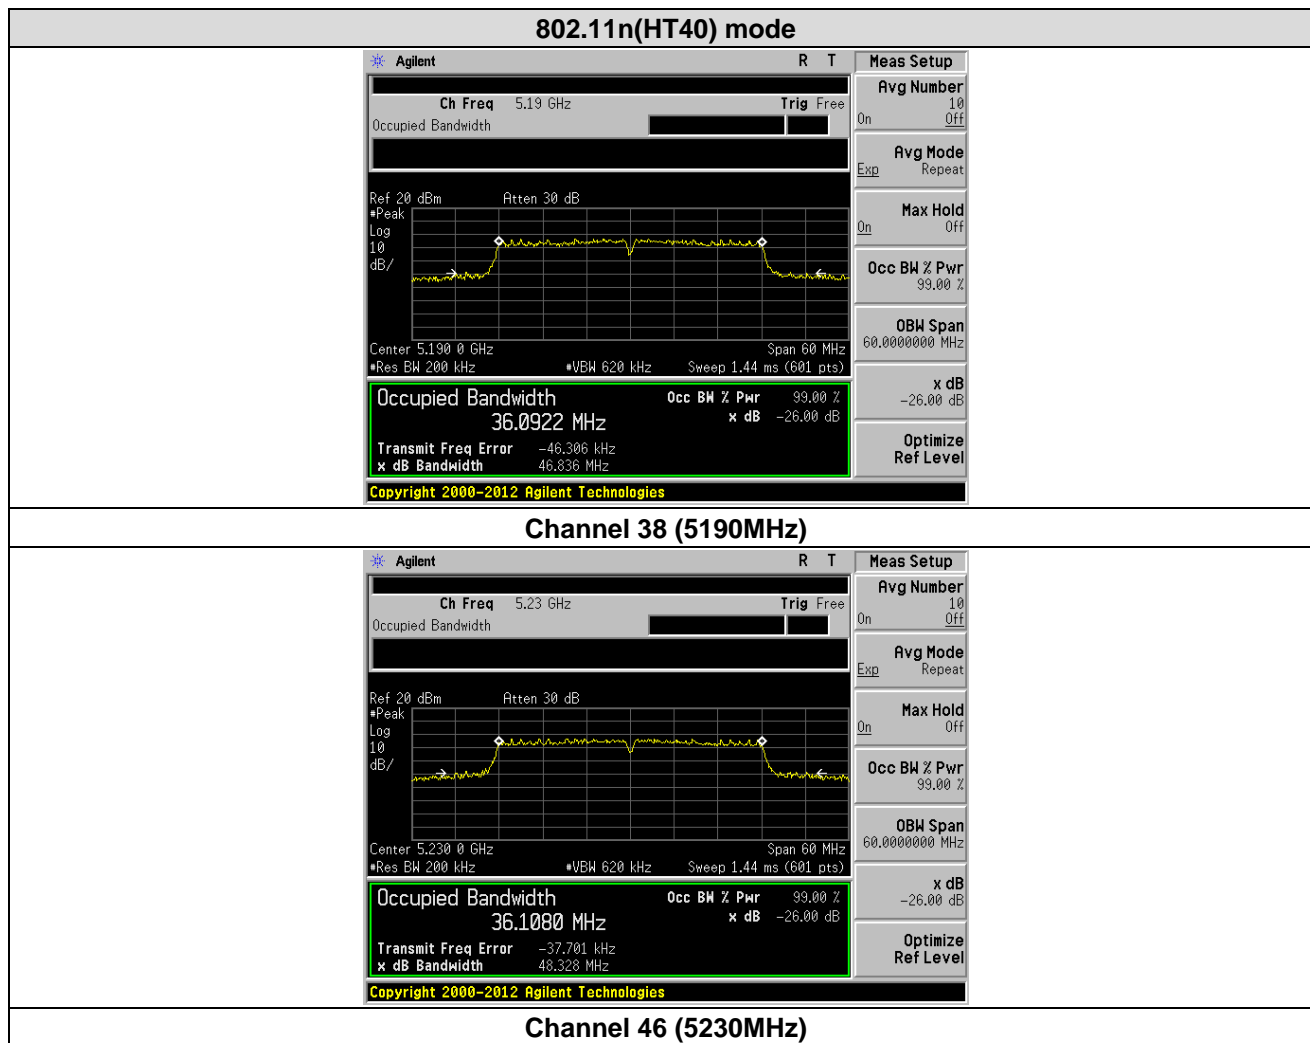 802.11n(HT40) mode
Agilent R T Meas Setup
Ch Freq 5.19 GHz Trig Free
Occupied Bandwidth
Avg Number
10
On Off
Avg Mode
Exp Repeat
Ref 20 dBm Atten 30 dB
#Peak
Log
10
dB/
Max Hold
On Off
Occ BW % Pwr
99.00 %
OBW Span
60.0000000 MHz
Center 5.190 0 GHz Span 60 MHz
#Res BW 200 kHz #VBW 620 kHz Sweep 1.44 ms (601 pts)
x dB
-26.00 dB
Occupied Bandwidth Occ BW % Pwr 99.00 %
36.0922 MHz x dB -26.00 dB
Transmit Freq Error -46.306 kHz
x dB Bandwidth 46.836 MHz
Optimize
Ref Level
Copyright 2000-2012 Agilent Technologies
Channel 38 (5190MHz)
Agilent R T Meas Setup
Ch Freq 5.23 GHz Trig Free
Occupied Bandwidth
Avg Number
10
On Off
Avg Mode
Exp Repeat
Ref 20 dBm Atten 30 dB
#Peak
Log
10
dB/
Max Hold
On Off
Occ BW % Pwr
99.00 %
OBW Span
60.0000000 MHz
Center 5.230 0 GHz Span 60 MHz
#Res BW 200 kHz #VBW 620 kHz Sweep 1.44 ms (601 pts)
x dB
-26.00 dB
Occupied Bandwidth Occ BW % Pwr 99.00 %
36.1080 MHz x dB -26.00 dB
Transmit Freq Error -37.701 kHz
x dB Bandwidth 48.328 MHz
Optimize
Ref Level
Copyright 2000-2012 Agilent Technologies
Channel 46 (5230MHz)